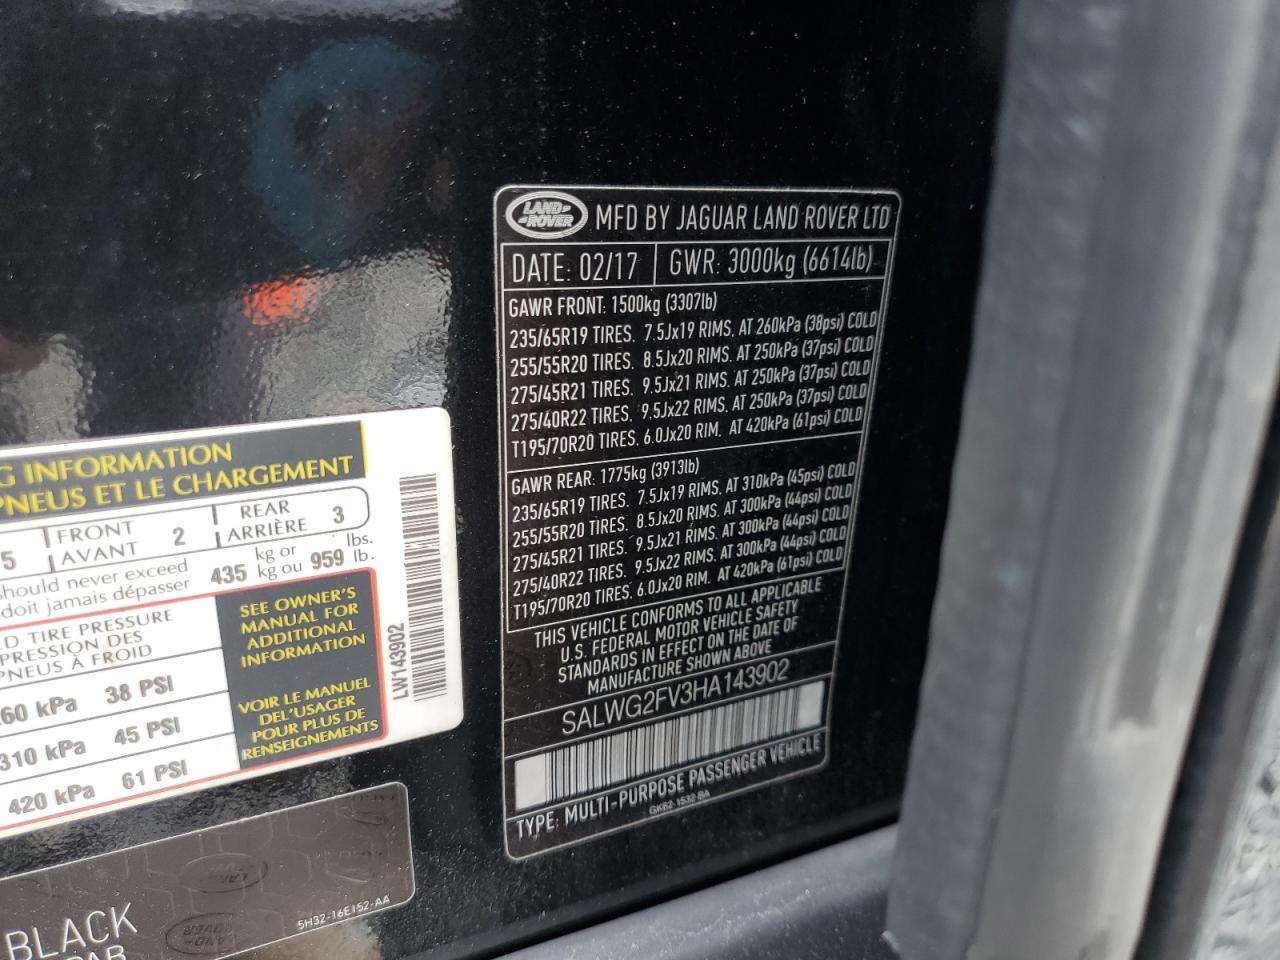 LAND-
-ROVER
MFD BY JAGUAR LAND ROVER LTD
DATE: 02/17
GWR: 3000kg (6614lb)
GAWR FRONT: 1500kg (3307lb)
235/65R19 TIRES. 7.5Jx19 RIMS. AT 260kPa (38psi) COLD
255/55R20 TIRES. 8.5Jx20 RIMS. AT 250kPa (37psi) COLD
275/45R21 TIRES. 9.5Jx21 RIMS. AT 250kPa (37psi) COLD
275/40R22 TIRES. 9.5Jx22 RIMS. AT 250kPa (37psi) COLD
T195/70R20 TIRES. 6.0Jx20 RIM. AT 420kPa (61psi) COLD
GAWR REAR: 1775kg (3913lb)
235/65R19 TIRES. 7.5Jx19 RIMS. AT 310kPa (45psi) COLD
255/55R20 TIRES. 8.5Jx20 RIMS. AT 300kPa (44psi) COLD
275/45R21 TIRES. 9.5Jx21 RIMS. AT 300kPa (44psi) COLD
275/40R22 TIRES. 9.5Jx22 RIMS. AT 300kPa (44psi) COLD
T195/70R20 TIRES. 6.0Jx20 RIM. AT 420kPa (61psi) COLD
THIS VEHICLE CONFORMS TO ALL APPLICABLE
U.S. FEDERAL MOTOR VEHICLE SAFETY
STANDARDS IN EFFECT ON THE DATE OF
MANUFACTURE SHOWN ABOVE
SALWG2FV3HA143902
TYPE: MULTI-PURPOSE PASSENGER VEHICLE
GK62-1532-BA
G INFORMATION
PNEUS ET LE CHARGEMENT
5 FRONT 2 REAR 3
AVANT ARRIÈRE
should never exceed 435 kg or 959 lbs.
doit jamais dépasser kg ou lb.
LD TIRE PRESSURE
PRESSION DES
PNEUS À FROID
260 kPa 38 PSI
310 kPa 45 PSI
420 kPa 61 PSI
SEE OWNER'S
MANUAL FOR
ADDITIONAL
INFORMATION
VOIR LE MANUEL
DEL'USAGER
POUR PLUS DE
RENSEIGNEMENTS
LW143902
5H32-16E152-AA
BLACK